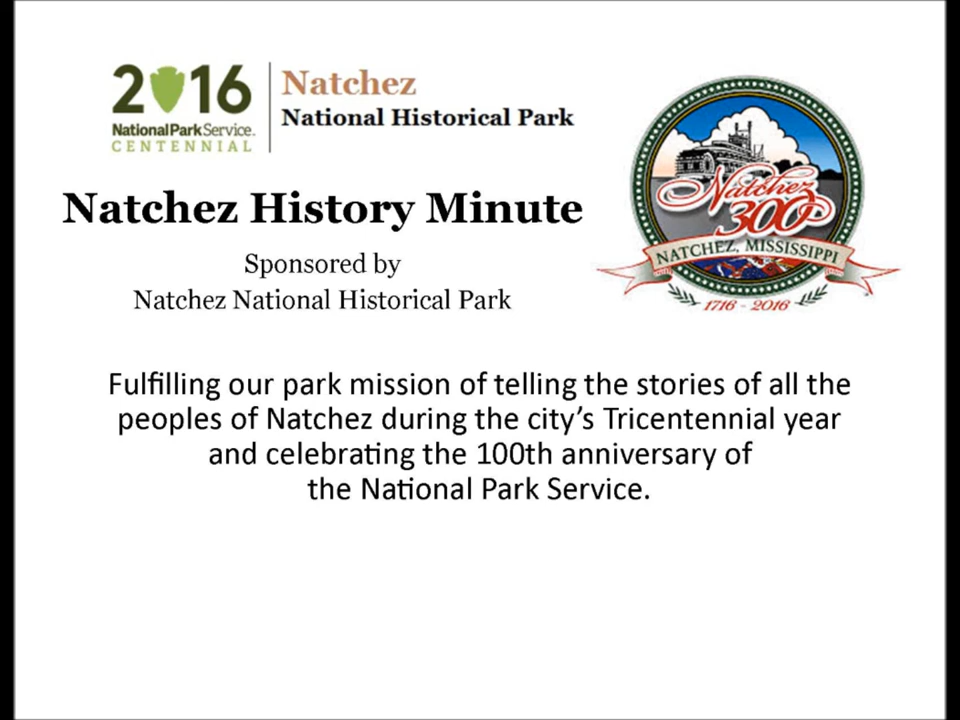 2016
National Park Service.
CENTENNIAL
Natchez
National Historical Park
Natchez
300
NATCHEZ, MISSISSIPPI
1716 - 2016
Natchez History Minute
Sponsored by
Natchez National Historical Park
Fulfilling our park mission of telling the stories of all the
peoples of Natchez during the city’s Tricentennial year
and celebrating the 100th anniversary of
the National Park Service.